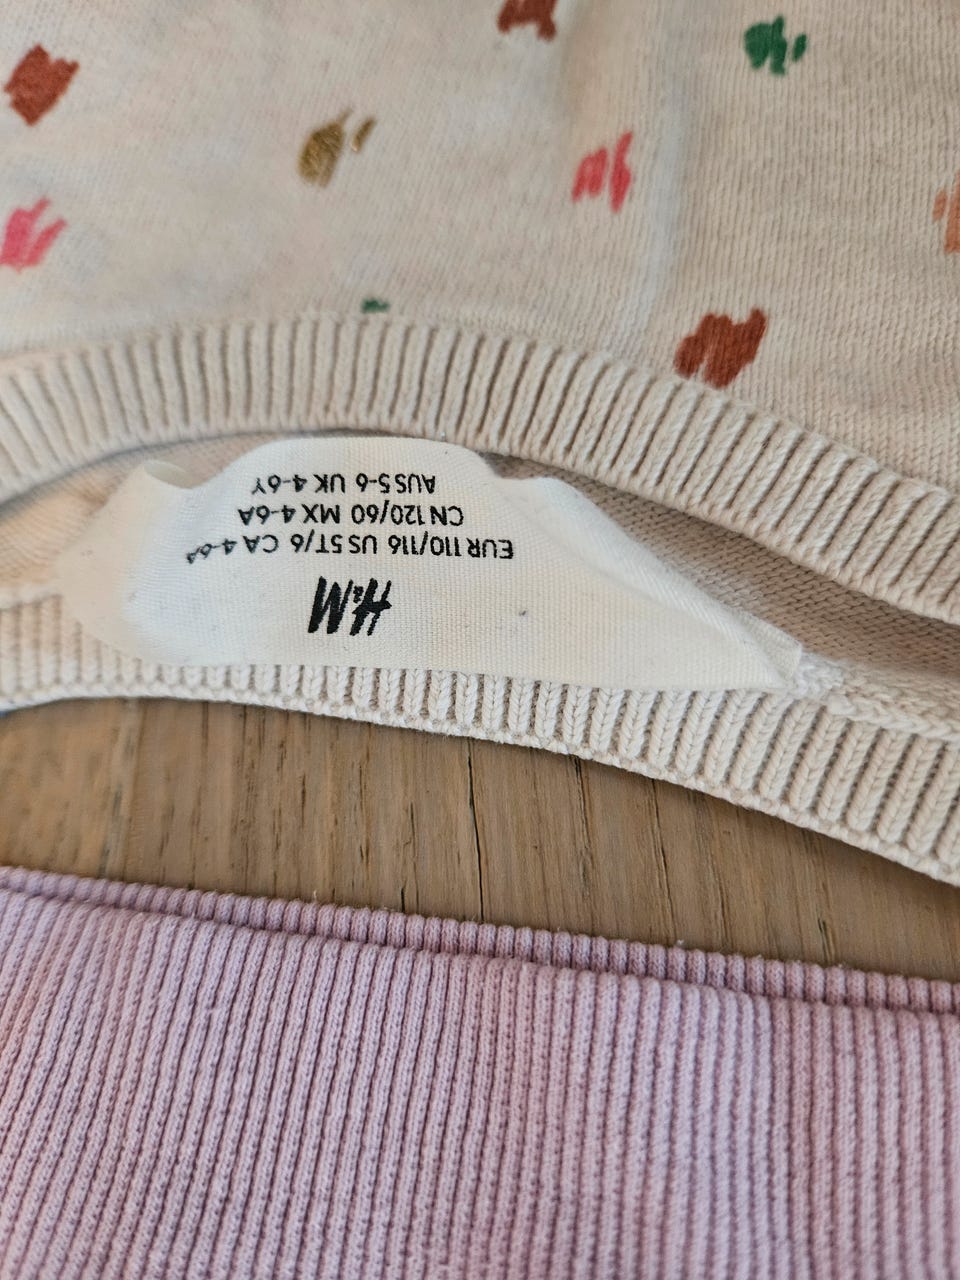 H&M
EUR 110/116 US 5T/6 CA 4-6A
CN 120/60 MX 4-6A
AUS 5-6 UK 4-6Y